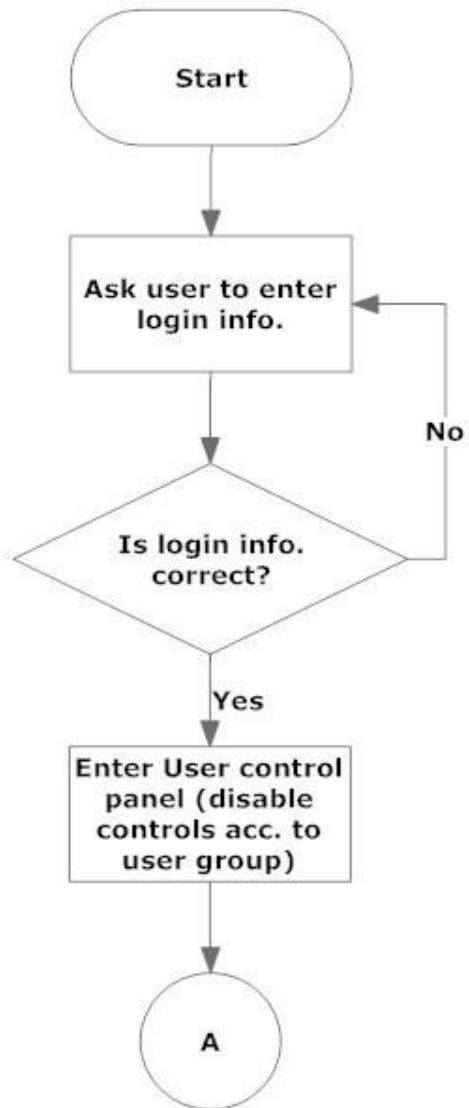 Start
Ask user to enter
login info.
No
Is login info.
correct?
Yes
Enter User control
panel (disable
controls acc. to
user group)
A